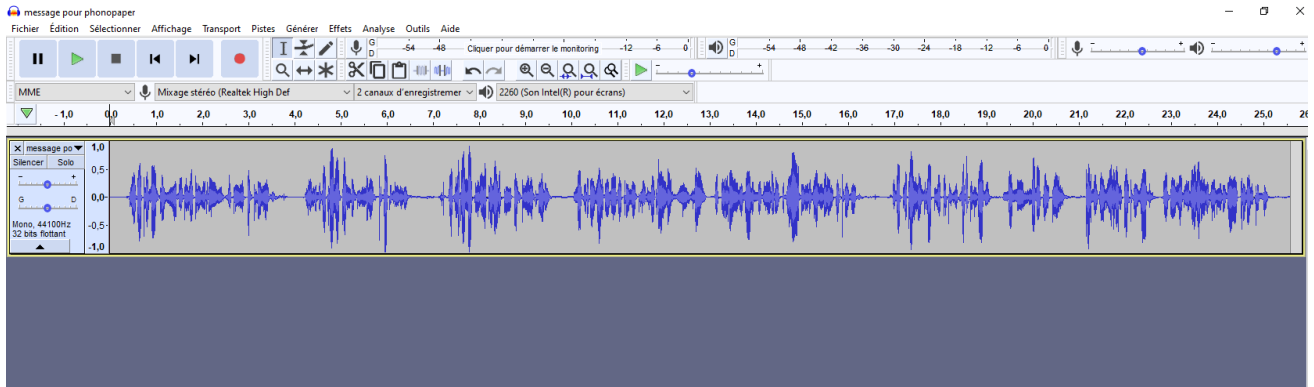 message pour phonopaper
Fichier Édition Sélectionner Affichage Transport Pistes Générer Effets Analyse Outils Aide
G D -54 -48 Cliquer pour démarrer le monitoring -12 -6 0 G D -54 -48 -42 -36 -30 -24 -18 -12 -6 0
MME Mixage stéréo (Realtek High Def 2 canaux d'enregistremer 2260 (Son Intel(R) pour écrans)
- 1,0 0,0 1,0 2,0 3,0 4,0 5,0 6,0 7,0 8,0 9,0 10,0 11,0 12,0 13,0 14,0 15,0 16,0 17,0 18,0 19,0 20,0 21,0 22,0 23,0 24,0 25,0 26
× message po 1,0
Silencer Solo 0,5
- +
G D 0,0
Mono, 44100Hz -0,5
32 bits flottant
-1,0